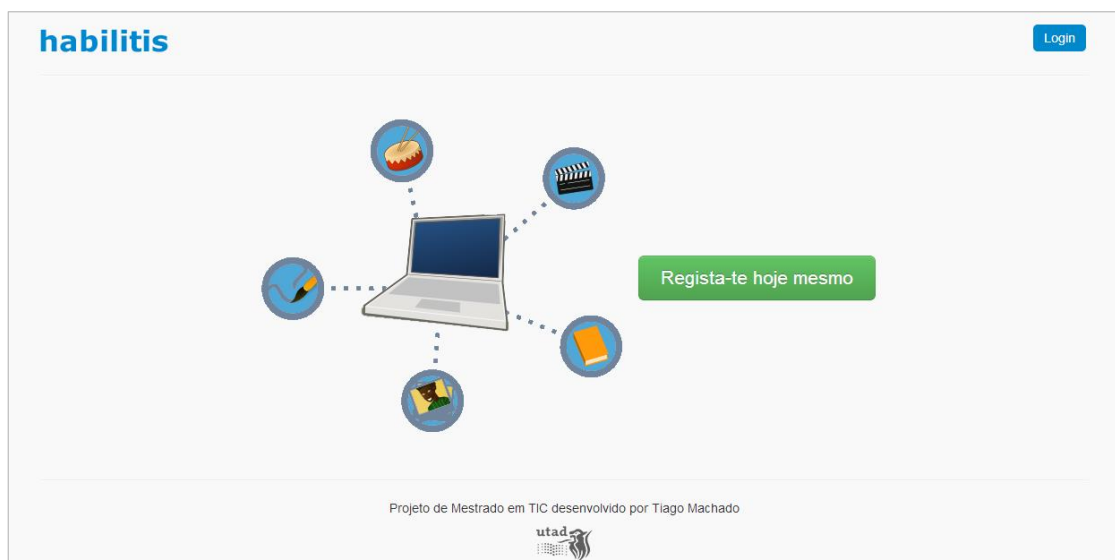 habilitis
Login
Regista-te hoje mesmo
Projeto de Mestrado em TIC desenvolvido por Tiago Machado
utad